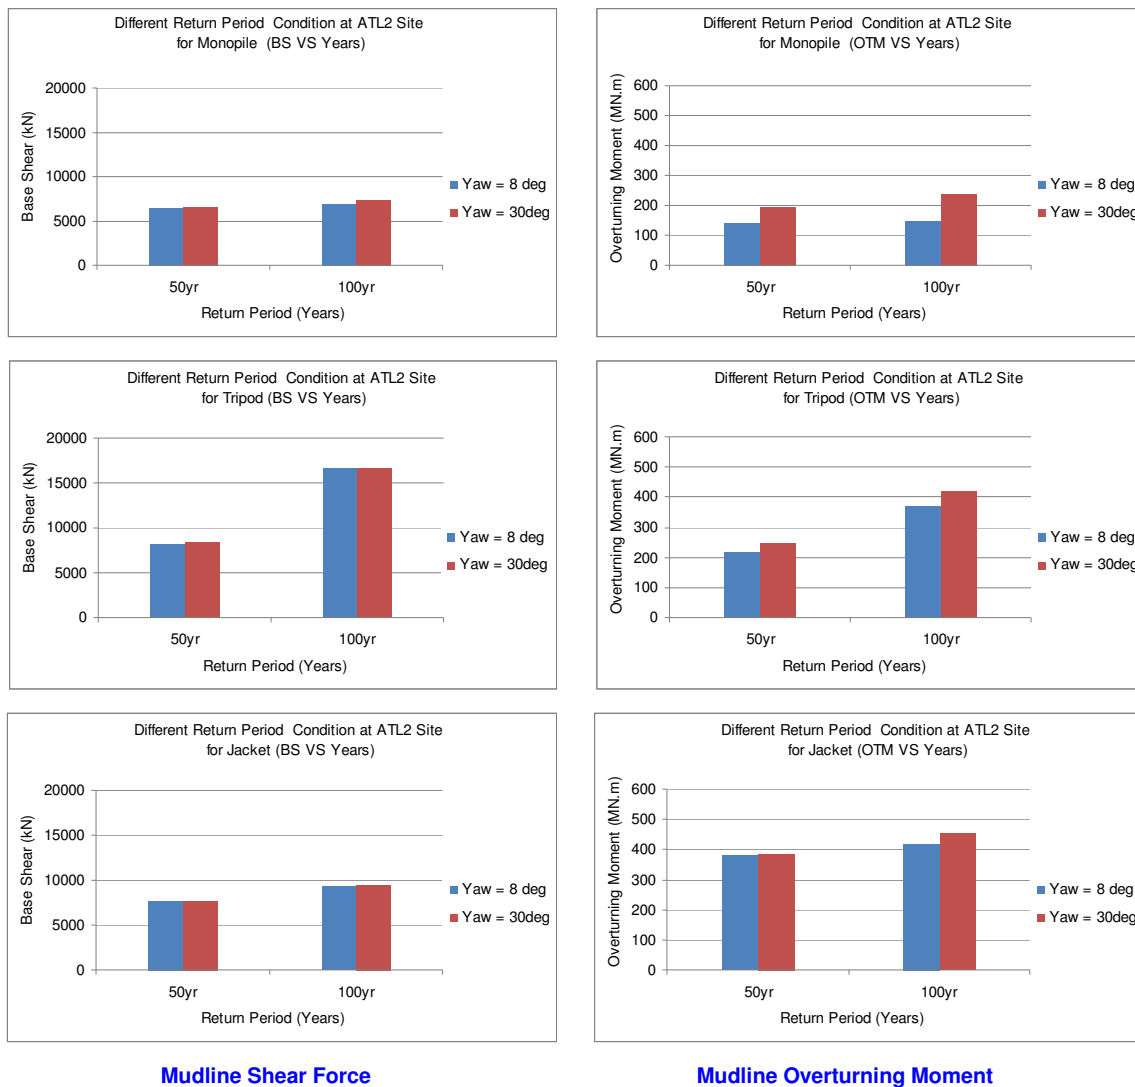 Different Return Period Condition at ATL2 Site
for Monopile (BS VS Years)
Base Shear (kN)
20000
15000
10000
5000
0
50yr
100yr
Return Period (Years)
Yaw = 8 deg
Yaw = 30deg
Different Return Period Condition at ATL2 Site
for Monopile (OTM VS Years)
Overturning Moment (MN.m)
600
500
400
300
200
100
0
50yr
100yr
Return Period (Years)
Yaw = 8 deg
Yaw = 30deg
Different Return Period Condition at ATL2 Site
for Tripod (BS VS Years)
Base Shear (kN)
20000
15000
10000
5000
0
50yr
100yr
Return Period (Years)
Yaw = 8 deg
Yaw = 30deg
Different Return Period Condition at ATL2 Site
for Tripod (OTM VS Years)
Overturning Moment (MN.m)
600
500
400
300
200
100
0
50yr
100yr
Return Period (Years)
Yaw = 8 deg
Yaw = 30deg
Different Return Period Condition at ATL2 Site
for Jacket (BS VS Years)
Base Shear (kN)
20000
15000
10000
5000
0
50yr
100yr
Return Period (Years)
Yaw = 8 deg
Yaw = 30deg
Different Return Period Condition at ATL2 Site
for Jacket (OTM VS Years)
Overturning Moment (MN.m)
600
500
400
300
200
100
0
50yr
100yr
Return Period (Years)
Yaw = 8 deg
Yaw = 30deg
Mudline Shear Force
Mudline Overturning Moment